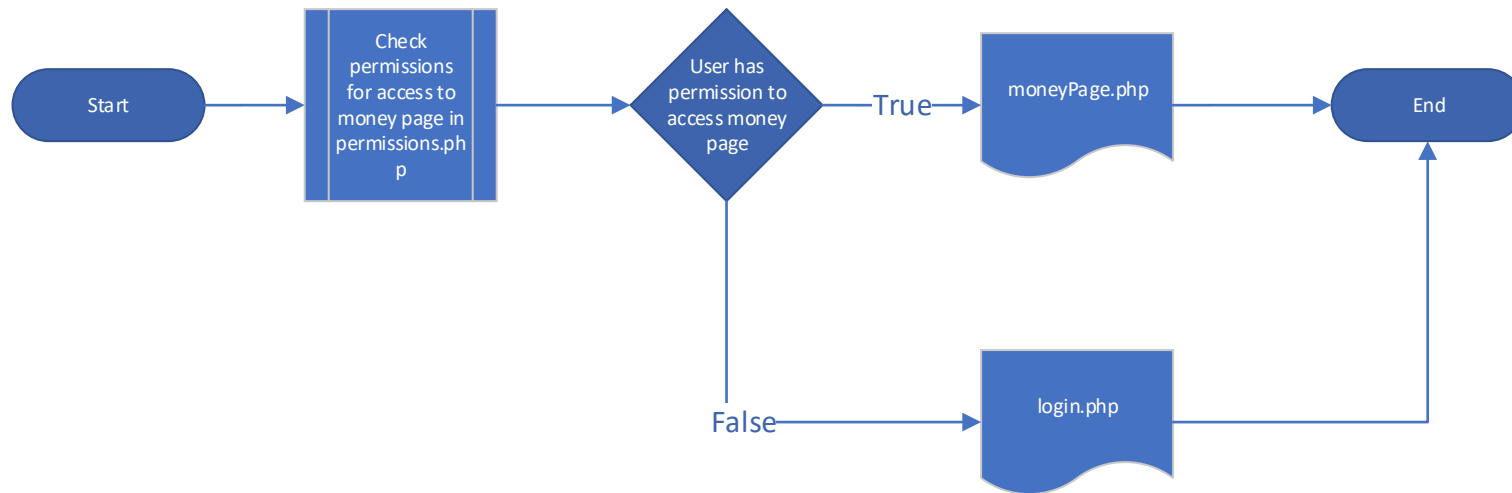 Start
Check
permissions
for access to
money page in
permissions.ph
p
User has
permission to
access money
page
True
moneyPage.php
End
False
login.php